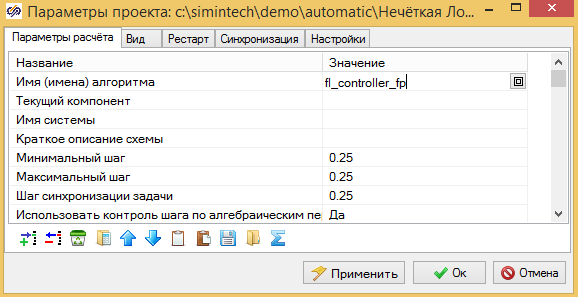 Параметры проекта: c:\simintech\demo\automatic\Нечёткая Ло...
Параметры расчёта Вид Рестарт Синхронизация Настройки
Название Значение
Имя (имена) алгоритма fl_controller_fp
Текущий компонент
Имя системы
Краткое описание схемы
Минимальный шаг 0.25
Максимальный шаг 0.25
Шаг синхронизации задачи 0.25
Использовать контроль шага по алгебраическим пе Да
Применить Ок Отмена